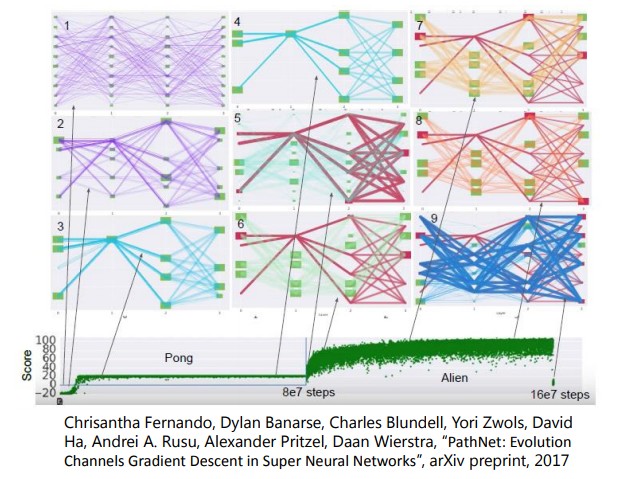 1
4
7
2
5
8
3
6
9
Score
100
80
60
40
20
0
−20
Pong
Alien
8e7 steps
16e7 steps
Chrisantha Fernando, Dylan Banarse, Charles Blundell, Yori Zwols, David
Ha, Andrei A. Rusu, Alexander Pritzel, Daan Wierstra, “PathNet: Evolution
Channels Gradient Descent in Super Neural Networks”, arXiv preprint, 2017